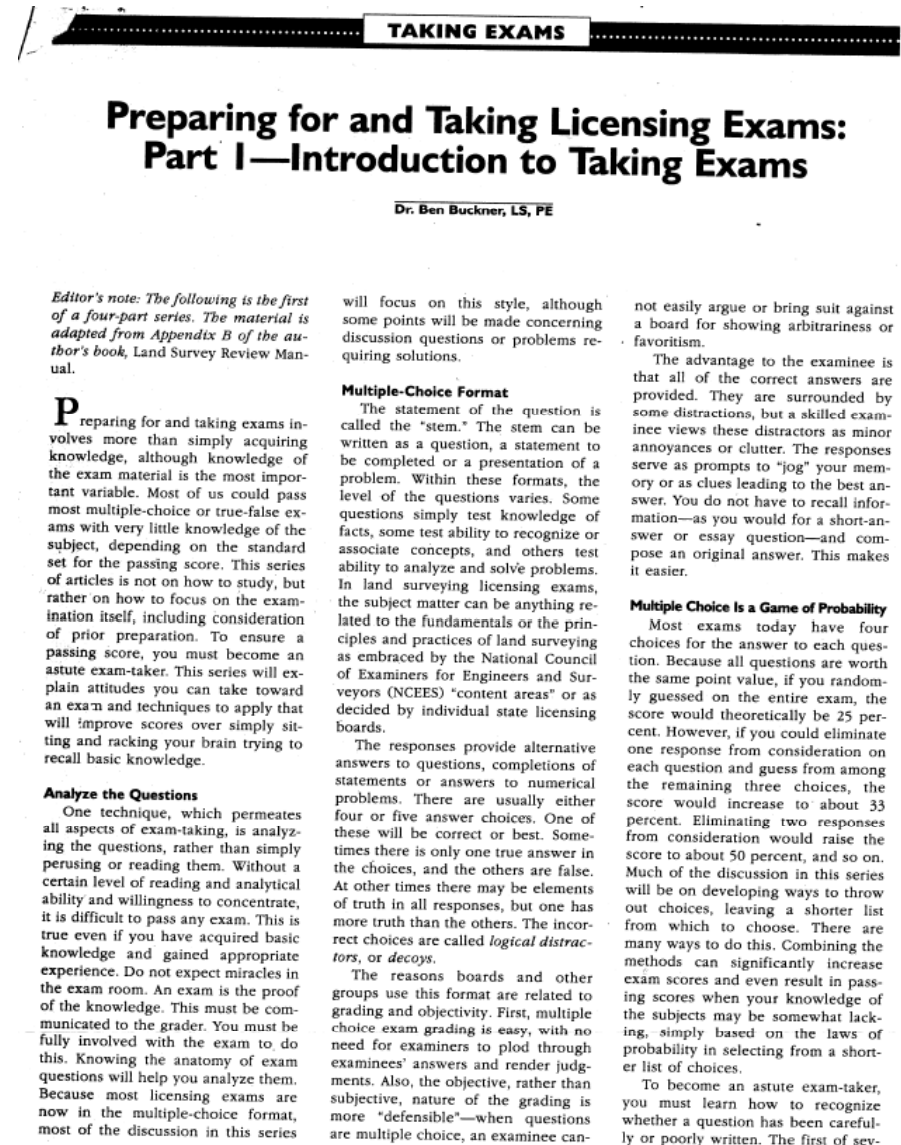 TAKING EXAMS
Preparing for and Taking Licensing Exams:
Part I—Introduction to Taking Exams
Dr. Ben Buckner, LS, PE
Editor's note: The following is the first
of a four-part series. The material is
adapted from Appendix B of the au-
thor's book, Land Survey Review Man-
ual.
Preparing for and taking exams in-
volves more than simply acquiring
knowledge, although knowledge of
the exam material is the most impor-
tant variable. Most of us could pass
most multiple-choice or true-false ex-
ams with very little knowledge of the
subject, depending on the standard
set for the passing score. This series
of articles is not on how to study, but
rather on how to focus on the exam-
ination itself, including consideration
of prior preparation. To ensure a
passing score, you must become an
astute exam-taker. This series will ex-
plain attitudes you can take toward
an exam and techniques to apply that
will improve scores over simply sit-
ting and racking your brain trying to
recall basic knowledge.
Analyze the Questions
One technique, which permeates
all aspects of exam-taking, is analyz-
ing the questions, rather than simply
perusing or reading them. Without a
certain level of reading and analytical
ability and willingness to concentrate,
it is difficult to pass any exam. This is
true even if you have acquired basic
knowledge and gained appropriate
experience. Do not expect miracles in
the exam room. An exam is the proof
of the knowledge. This must be com-
municated to the grader. You must be
fully involved with the exam to do
this. Knowing the anatomy of exam
questions will help you analyze them.
Because most licensing exams are
now in the multiple-choice format,
most of the discussion in this series
will focus on this style, although
some points will be made concerning
discussion questions or problems re-
quiring solutions.
Multiple-Choice Format
The statement of the question is
called the "stem." The stem can be
written as a question, a statement to
be completed or a presentation of a
problem. Within these formats, the
level of the questions varies. Some
questions simply test knowledge of
facts, some test ability to recognize or
associate concepts, and others test
ability to analyze and solve problems.
In land surveying licensing exams,
the subject matter can be anything re-
lated to the fundamentals or the prin-
ciples and practices of land surveying
as embraced by the National Council
of Examiners for Engineers and Sur-
veyors (NCEES) "content areas" or as
decided by individual state licensing
boards.
The responses provide alternative
answers to questions, completions of
statements or answers to numerical
problems. There are usually either
four or five answer choices. One of
these will be correct or best. Some-
times there is only one true answer in
the choices, and the others are false.
At other times there may be elements
of truth in all responses, but one has
more truth than the others. The incor-
rect choices are called logical distrac-
tors, or decoys.
The reasons boards and other
groups use this format are related to
grading and objectivity. First, multiple
choice exam grading is easy, with no
need for examiners to plod through
examinees' answers and render judg-
ments. Also, the objective, rather than
subjective, nature of the grading is
more "defensible"—when questions
are multiple choice, an examinee can-
not easily argue or bring suit against
a board for showing arbitrariness or
favoritism.
The advantage to the examinee is
that all of the correct answers are
provided. They are surrounded by
some distractions, but a skilled exam-
inee views these distractors as minor
annoyances or clutter. The responses
serve as prompts to "jog" your mem-
ory or as clues leading to the best an-
swer. You do not have to recall infor-
mation—as you would for a short-an-
swer or essay question—and com-
pose an original answer. This makes
it easier.
Multiple Choice Is a Game of Probability
Most exams today have four
choices for the answer to each ques-
tion. Because all questions are worth
the same point value, if you random-
ly guessed on the entire exam, the
score would theoretically be 25 per-
cent. However, if you could eliminate
one response from consideration on
each question and guess from among
the remaining three choices, the
score would increase to about 33
percent. Eliminating two responses
from consideration would raise the
score to about 50 percent, and so on.
Much of the discussion in this series
will be on developing ways to throw
out choices, leaving a shorter list
from which to choose. There are
many ways to do this. Combining the
methods can significantly increase
exam scores and even result in pass-
ing scores when your knowledge of
the subjects may be somewhat lack-
ing, simply based on the laws of
probability in selecting from a short-
er list of choices.
To become an astute exam-taker,
you must learn how to recognize
whether a question has been careful-
ly or poorly written. The first of sev-